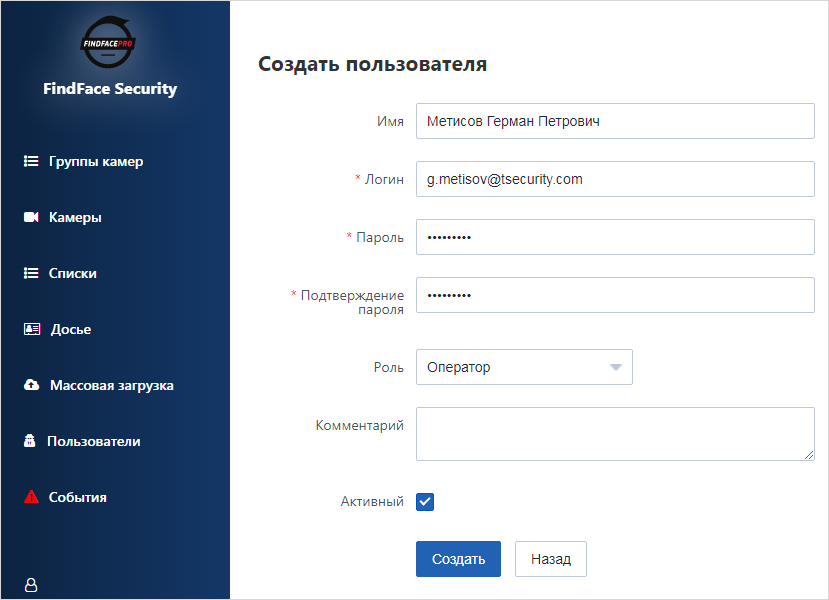 FINDFACEPRO
FindFace Security
Группы камер
Камеры
Списки
Досье
Массовая загрузка
Пользователи
События
Создать пользователя
Имя
Метисов Герман Петрович
* Логин
g.metisov@tsecurity.com
* Пароль
•••••••••
* Подтверждение
пароля
•••••••••
Роль
Оператор
Комментарий
Активный
Создать
Назад